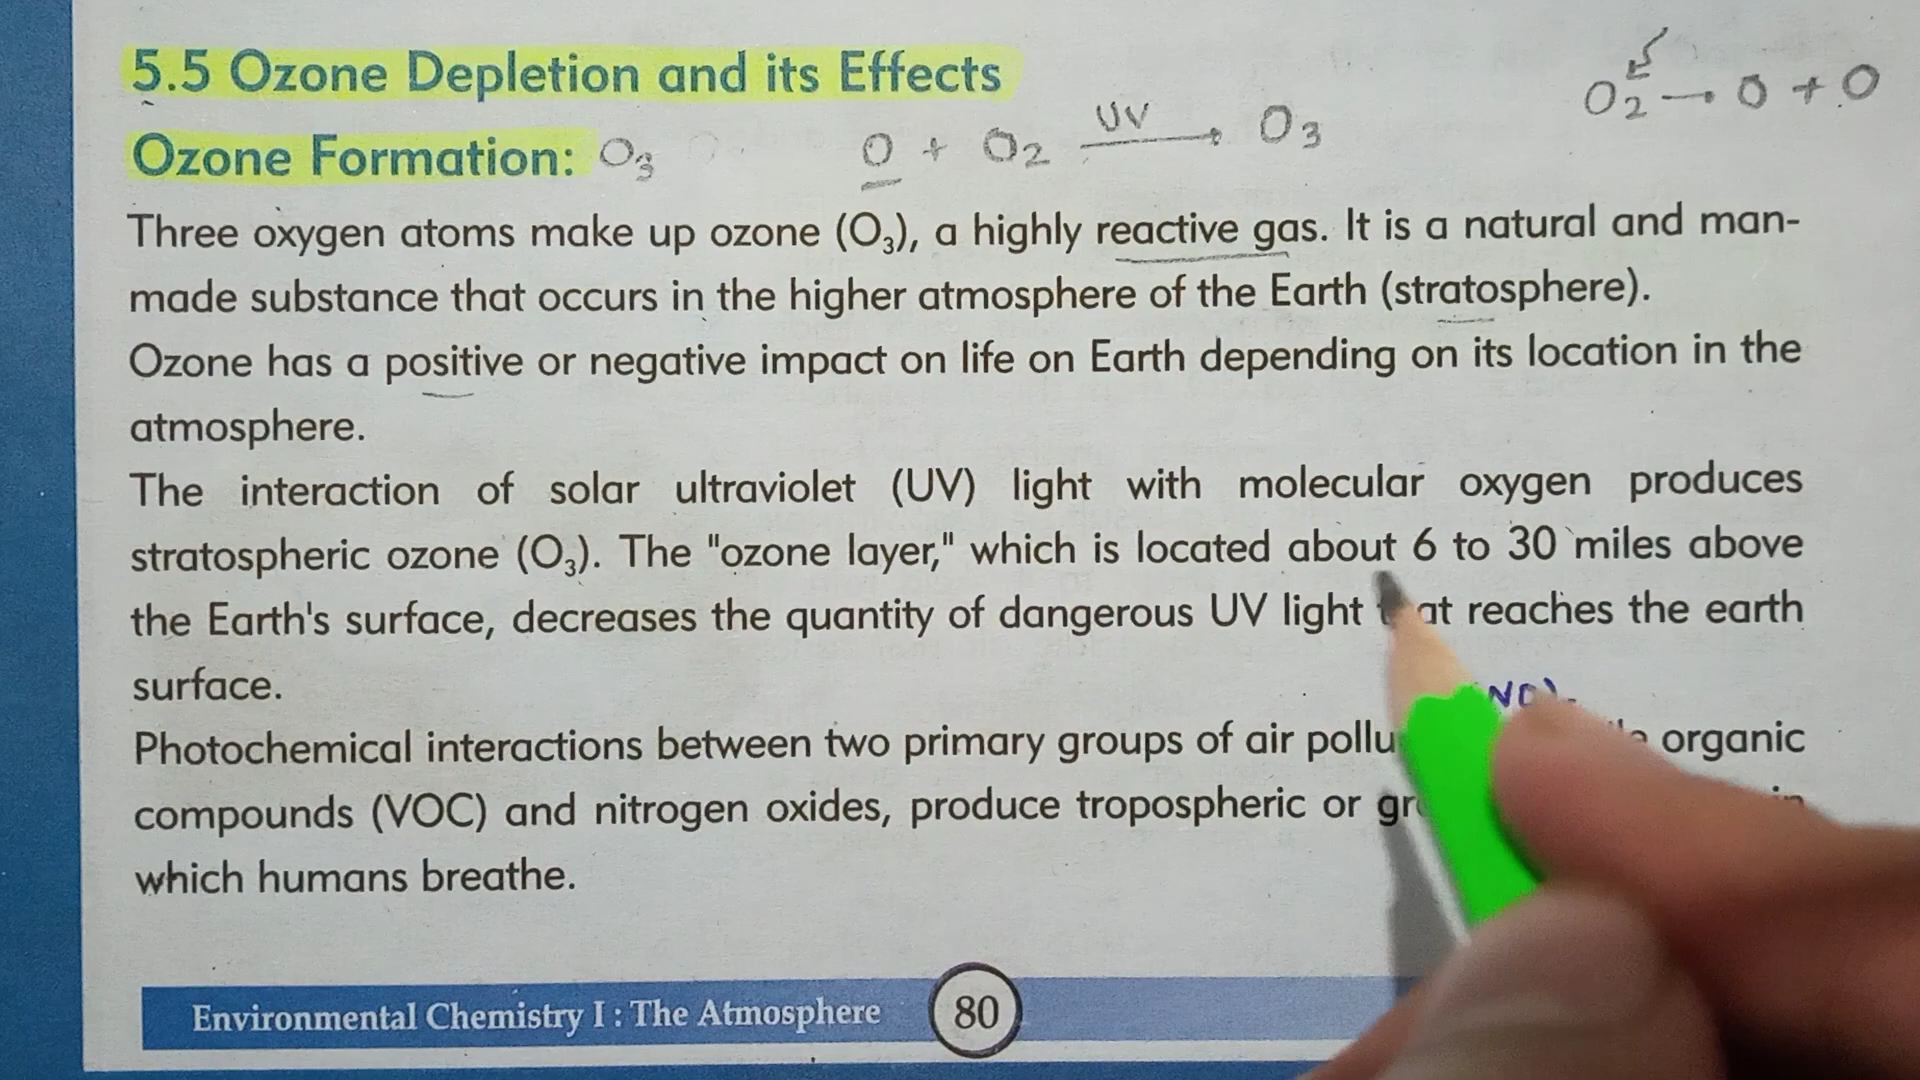 5.5 Ozone Depletion and its Effects
O₂ → O + O
Ozone Formation: O₃
O + O₂ UV → O₃
Three oxygen atoms make up ozone (O₃), a highly reactive gas. It is a natural and man-
made substance that occurs in the higher atmosphere of the Earth (stratosphere).
Ozone has a positive or negative impact on life on Earth depending on its location in the
atmosphere.
The interaction of solar ultraviolet (UV) light with molecular oxygen produces
stratospheric ozone (O₃). The "ozone layer," which is located about 6 to 30 miles above
the Earth's surface, decreases the quantity of dangerous UV light at reaches the earth
surface.
Photochemical interactions between two primary groups of air organic
compounds (VOC) and nitrogen oxides, produce tropospheric or in
which humans breathe.
Environmental Chemistry I : The Atmosphere
80